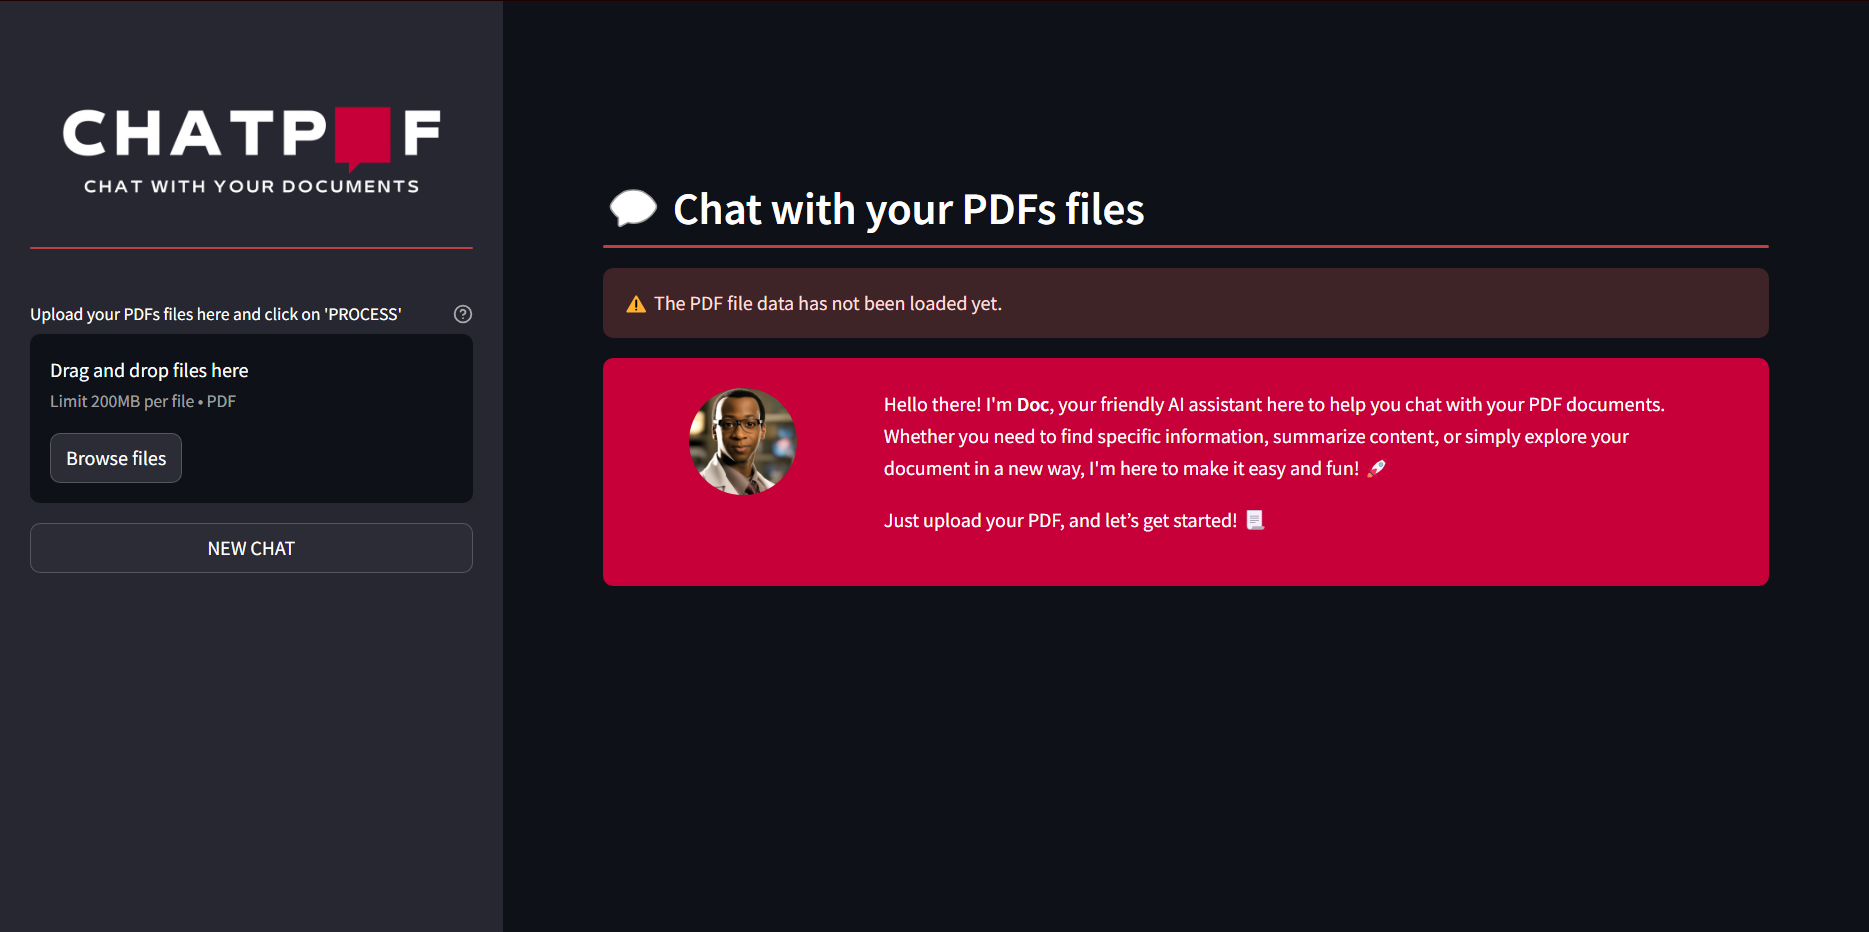 CHATPDF
CHAT WITH YOUR DOCUMENTS
Upload your PDFs files here and click on 'PROCESS'
Drag and drop files here
Limit 200MB per file • PDF
Browse files
NEW CHAT
💬 Chat with your PDFs files
⚠️ The PDF file data has not been loaded yet.
Hello there! I'm Doc, your friendly AI assistant here to help you chat with your PDF documents.
Whether you need to find specific information, summarize content, or simply explore your
document in a new way, I'm here to make it easy and fun! 🚀
Just upload your PDF, and let’s get started! 📃